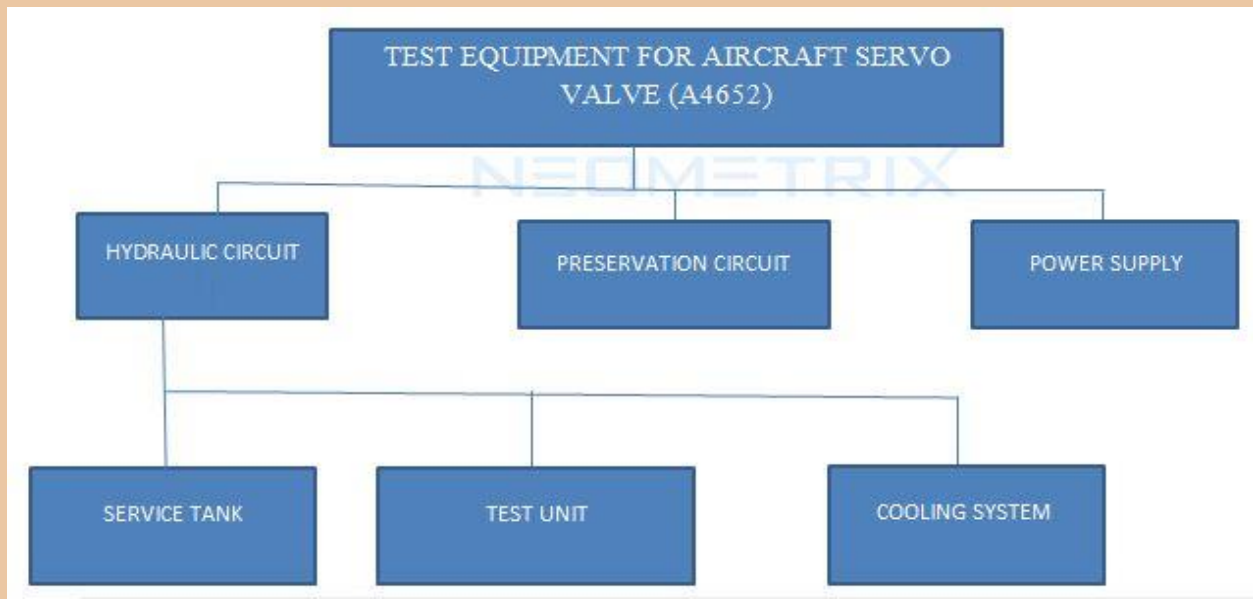 TEST EQUIPMENT FOR AIRCRAFT SERVO
VALVE (A4652)
NEOMETRIX
HYDRAULIC CIRCUIT
PRESERVATION CIRCUIT
POWER SUPPLY
SERVICE TANK
TEST UNIT
COOLING SYSTEM